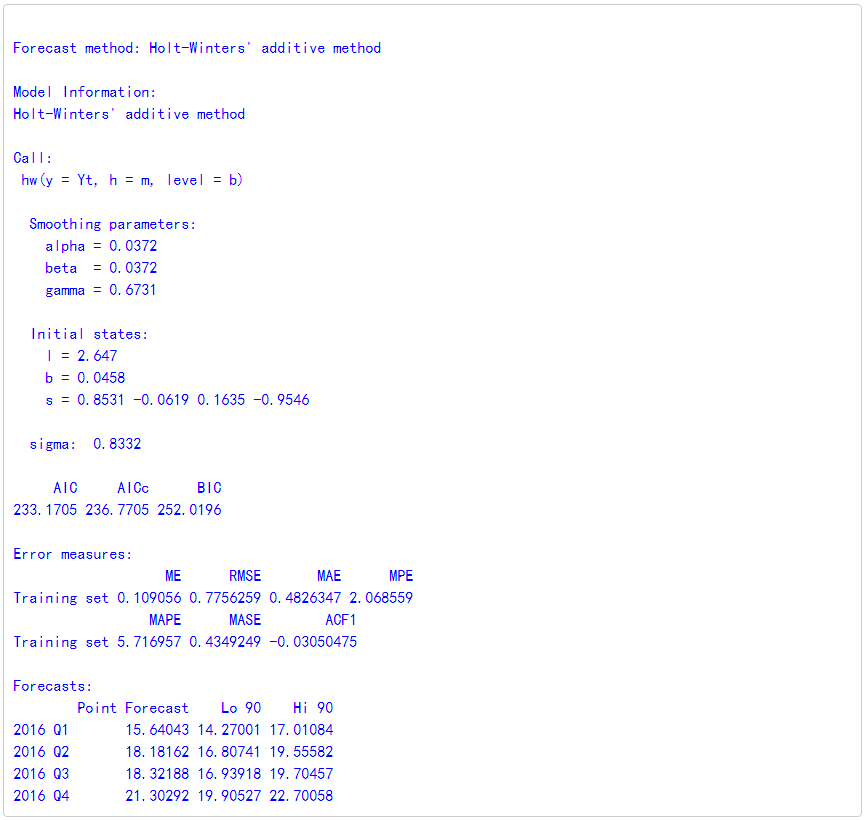 Forecast method: Holt-Winters' additive method
Model Information:
Holt-Winters' additive method
Call:
hw(y = Yt, h = m, level = b)
Smoothing parameters:
alpha = 0.0372
beta  = 0.0372
gamma = 0.6731
Initial states:
l = 2.647
b = 0.0458
s = 0.8531 -0.0619 0.1635 -0.9546
sigma:  0.8332
AIC     AICc      BIC
233.1705 236.7705 252.0196
Error measures:
ME      RMSE       MAE      MPE
Training set 0.109056 0.7756259 0.4826347 2.068559
MAPE      MASE        ACF1
Training set 5.716957 0.4349249 -0.03050475
Forecasts:
Point Forecast    Lo 90    Hi 90
2016 Q1       15.64043 14.27001 17.01084
2016 Q2       18.18162 16.80741 19.55582
2016 Q3       18.32188 16.93918 19.70457
2016 Q4       21.30292 19.90527 22.70058